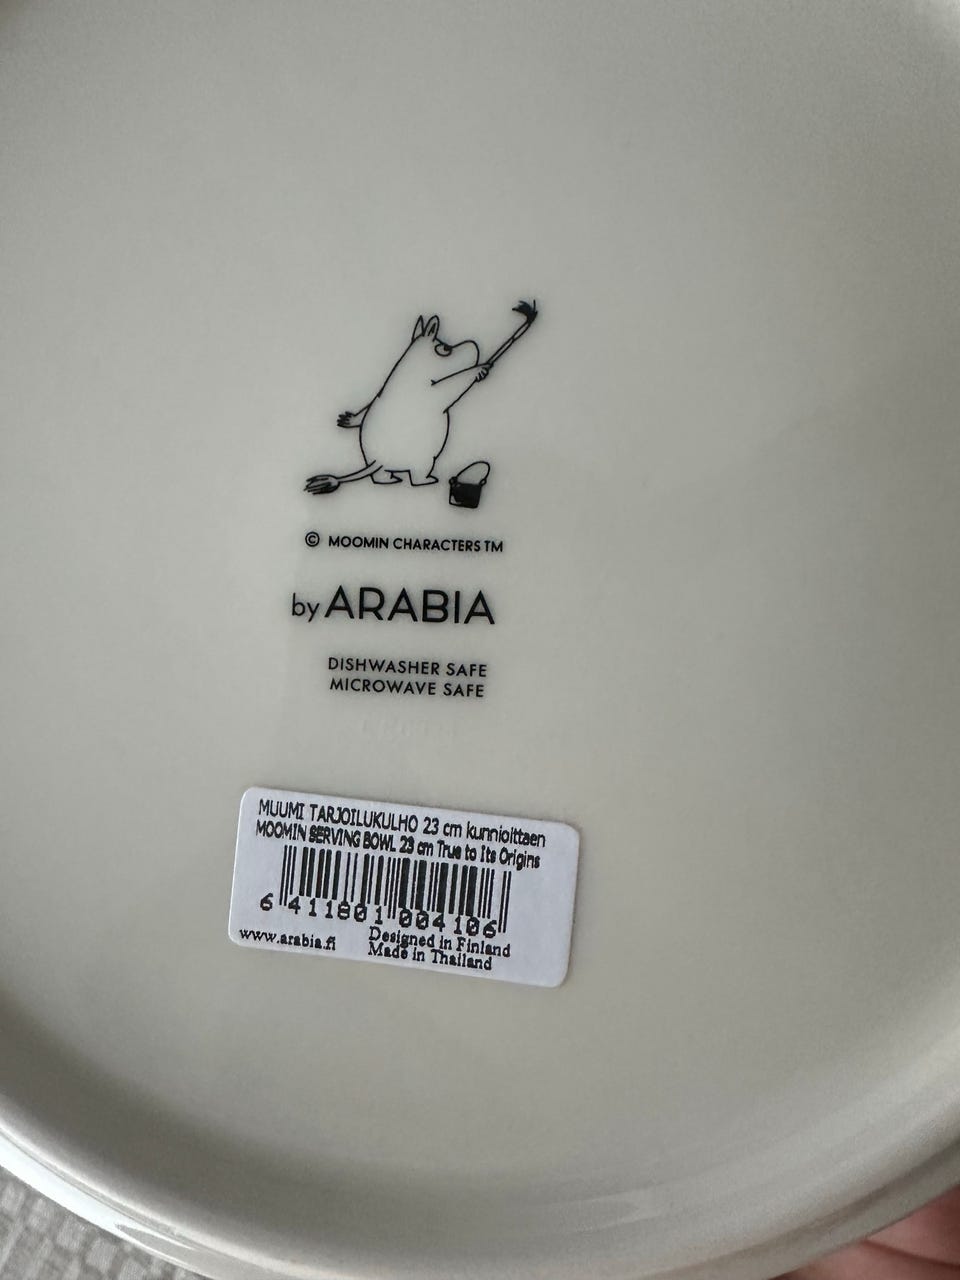 © MOOMIN CHARACTERS TM
by ARABIA
DISHWASHER SAFE
MICROWAVE SAFE
MUUMI TARJOILUKULHO 23 cm kunnioittaen
MOOMIN SERVING BOWL 23 cm True to Its Origins
6 411801 004106
www.arabia.fi
Designed in Finland
Made in Thailand